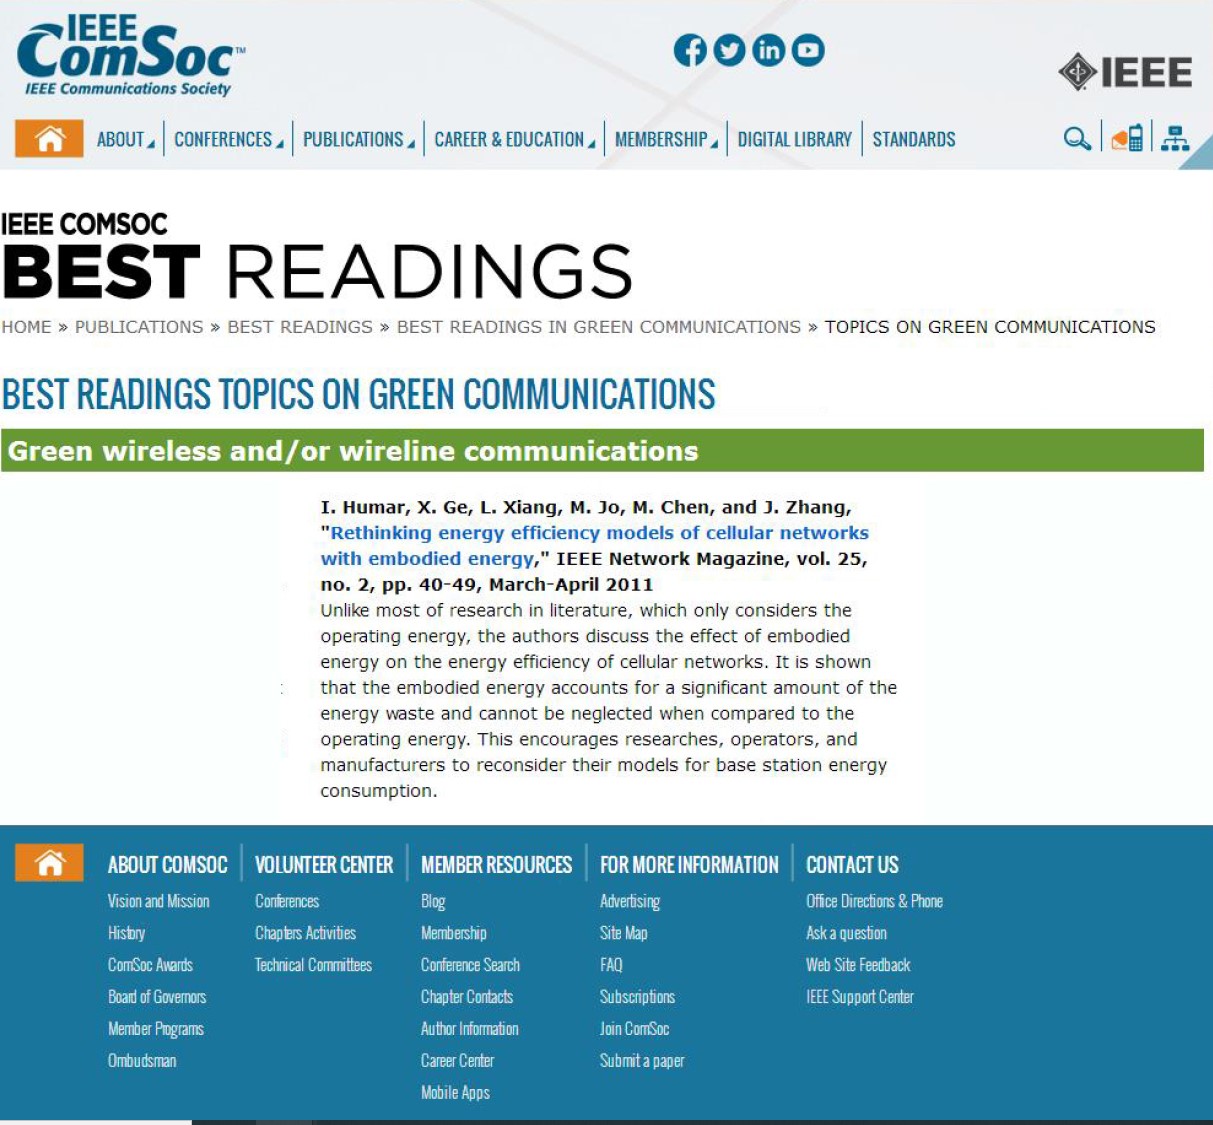 IEEE
ComSoc™
IEEE Communications Society
IEEE
ABOUT CONFERENCES PUBLICATIONS CAREER & EDUCATION MEMBERSHIP DIGITAL LIBRARY STANDARDS
IEEE COMSOC
BEST READINGS
HOME » PUBLICATIONS » BEST READINGS » BEST READINGS IN GREEN COMMUNICATIONS » TOPICS ON GREEN COMMUNICATIONS
BEST READINGS TOPICS ON GREEN COMMUNICATIONS
Green wireless and/or wireline communications
I. Humar, X. Ge, L. Xiang, M. Jo, M. Chen, and J. Zhang,
"Rethinking energy efficiency models of cellular networks
with embodied energy," IEEE Network Magazine, vol. 25,
no. 2, pp. 40-49, March-April 2011
Unlike most of research in literature, which only considers the
operating energy, the authors discuss the effect of embodied
energy on the energy efficiency of cellular networks. It is shown
that the embodied energy accounts for a significant amount of the
energy waste and cannot be neglected when compared to the
operating energy. This encourages researches, operators, and
manufacturers to reconsider their models for base station energy
consumption.
ABOUT COMSOC VOLUNTEER CENTER MEMBER RESOURCES FOR MORE INFORMATION CONTACT US
Vision and Mission Conferences Blog Advertising Office Directions & Phone
History Chapters Activities Membership Site Map Ask a question
ComSoc Awards Technical Committees Conference Search FAQ Web Site Feedback
Board of Governors Chapter Contacts Subscriptions IEEE Support Center
Member Programs Author Information Join ComSoc
Ombudsman Career Center Submit a paper
Mobile Apps